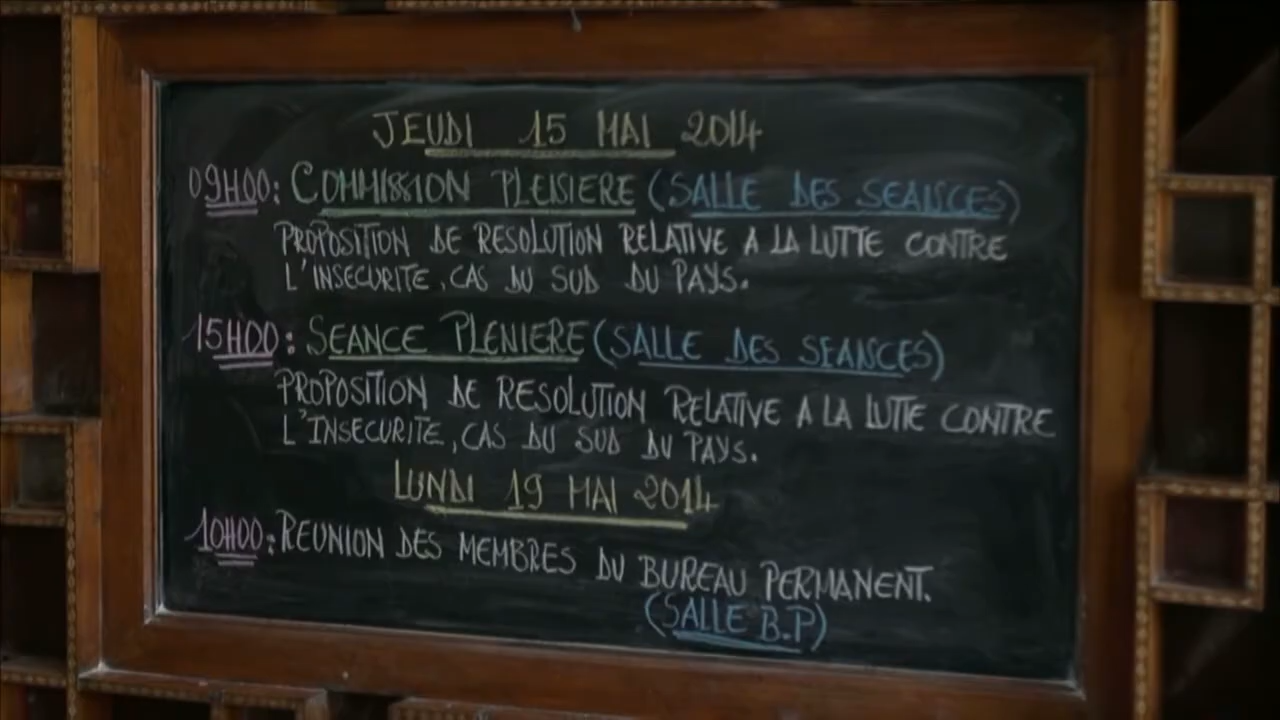 JEUDI 15 MAI 2014
09H00: COMMISSION PLEISIERE (SALLE DES SEANCES)
PROPOSITION DE RESOLUTION RELATIVE A LA LUTTE CONTRE
L'INSECURITE, CAS DU SUD DU PAYS.
15H00: SEANCE PLENIERE (SALLE DES SEANCES)
PROPOSITION DE RESOLUTION RELATIVE A LA LUTTE CONTRE
L'INSECURITE, CAS DU SUD DU PAYS.
LUNDI 19 MAI 2014
10H00: REUNION DES MEMBRES DU BUREAU PERMANENT.
(SALLE B.P)